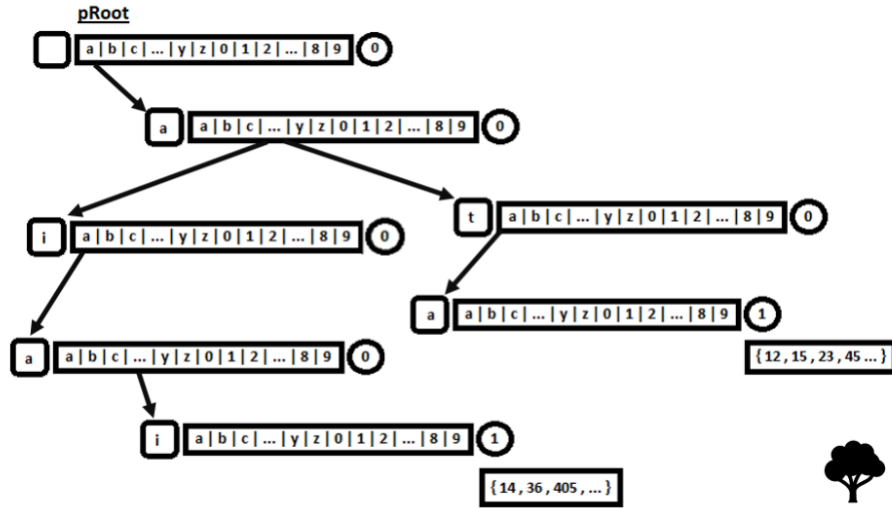 pRoot
a | b | c | ... | y | z | 0 | 1 | 2 | ... | 8 | 9 0
a a | b | c | ... | y | z | 0 | 1 | 2 | ... | 8 | 9 0
t a | b | c | ... | y | z | 0 | 1 | 2 | ... | 8 | 9 0
i a | b | c | ... | y | z | 0 | 1 | 2 | ... | 8 | 9 0
a a | b | c | ... | y | z | 0 | 1 | 2 | ... | 8 | 9 1
a a | b | c | ... | y | z | 0 | 1 | 2 | ... | 8 | 9 0
{ 12 , 15 , 23 , 45 ... }
i a | b | c | ... | y | z | 0 | 1 | 2 | ... | 8 | 9 1
{ 14 , 36 , 405 , ... }